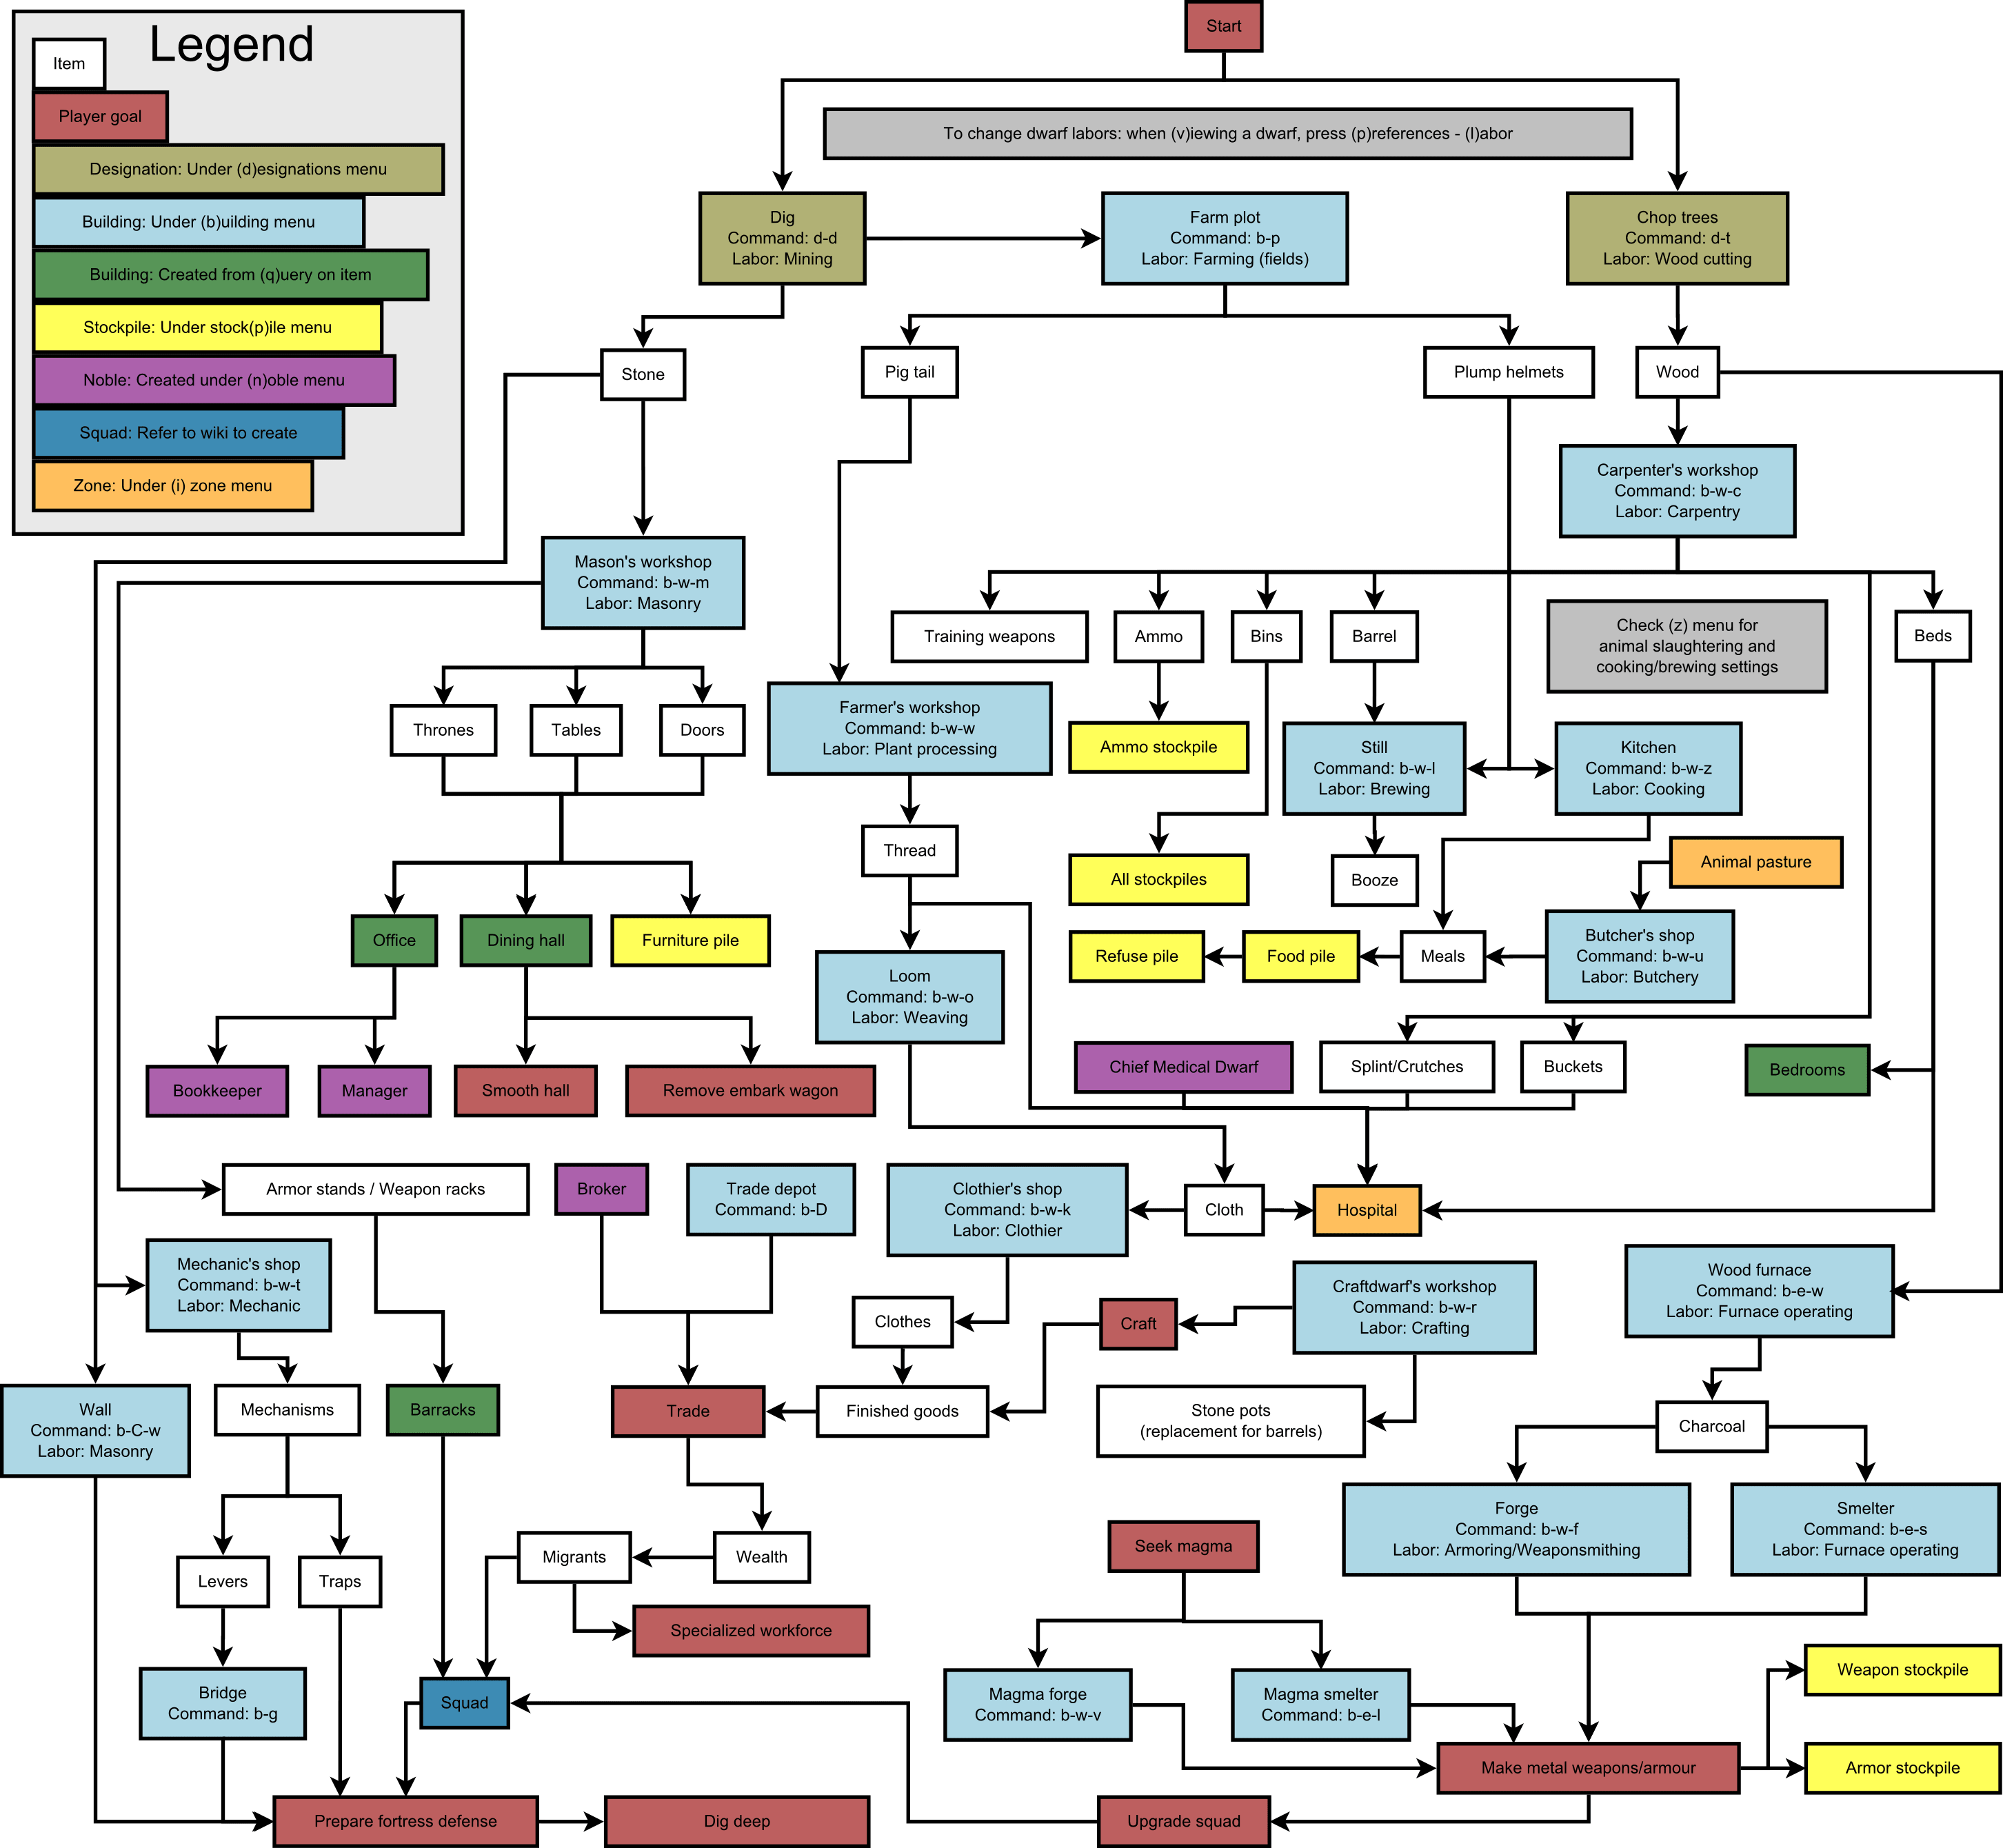 Legend
Item
Player goal
Designation: Under (d)esignations menu
Building: Under (b)uilding menu
Building: Created from (q)uery on item
Stockpile: Under stock(p)ile menu
Noble: Created under (n)oble menu
Squad: Refer to wiki to create
Zone: Under (i) zone menu
Start
To change dwarf labors: when (v)iewing a dwarf, press (p)references - (l)abor
Dig
Command: d-d
Labor: Mining
Farm plot
Command: b-p
Labor: Farming (fields)
Chop trees
Command: d-t
Labor: Wood cutting
Stone
Pig tail
Plump helmets
Wood
Carpenter's workshop
Command: b-w-c
Labor: Carpentry
Mason's workshop
Command: b-w-m
Labor: Masonry
Training weapons
Ammo
Bins
Barrel
Check (z) menu for
animal slaughtering and
cooking/brewing settings
Beds
Thrones
Tables
Doors
Farmer's workshop
Command: b-w-w
Labor: Plant processing
Ammo stockpile
Still
Command: b-w-l
Labor: Brewing
Kitchen
Command: b-w-z
Labor: Cooking
Thread
All stockpiles
Booze
Animal pasture
Office
Dining hall
Furniture pile
Loom
Command: b-w-o
Labor: Weaving
Refuse pile
Food pile
Meals
Butcher's shop
Command: b-w-u
Labor: Butchery
Bookkeeper
Manager
Smooth hall
Remove embark wagon
Chief Medical Dwarf
Splint/Crutches
Buckets
Bedrooms
Armor stands / Weapon racks
Broker
Trade depot
Command: b-D
Clothier's shop
Command: b-w-k
Labor: Clothier
Cloth
Hospital
Mechanic's shop
Command: b-w-t
Labor: Mechanic
Clothes
Craft
Craftdwarf's workshop
Command: b-w-r
Labor: Crafting
Wood furnace
Command: b-e-w
Labor: Furnace operating
Wall
Command: b-C-w
Labor: Masonry
Mechanisms
Barracks
Trade
Finished goods
Stone pots
(replacement for barrels)
Charcoal
Levers
Traps
Migrants
Wealth
Seek magma
Forge
Command: b-w-f
Labor: Armoring/Weaponsmithing
Smelter
Command: b-e-s
Labor: Furnace operating
Specialized workforce
Bridge
Command: b-g
Squad
Magma forge
Command: b-w-v
Magma smelter
Command: b-e-l
Weapon stockpile
Make metal weapons/armour
Armor stockpile
Prepare fortress defense
Dig deep
Upgrade squad